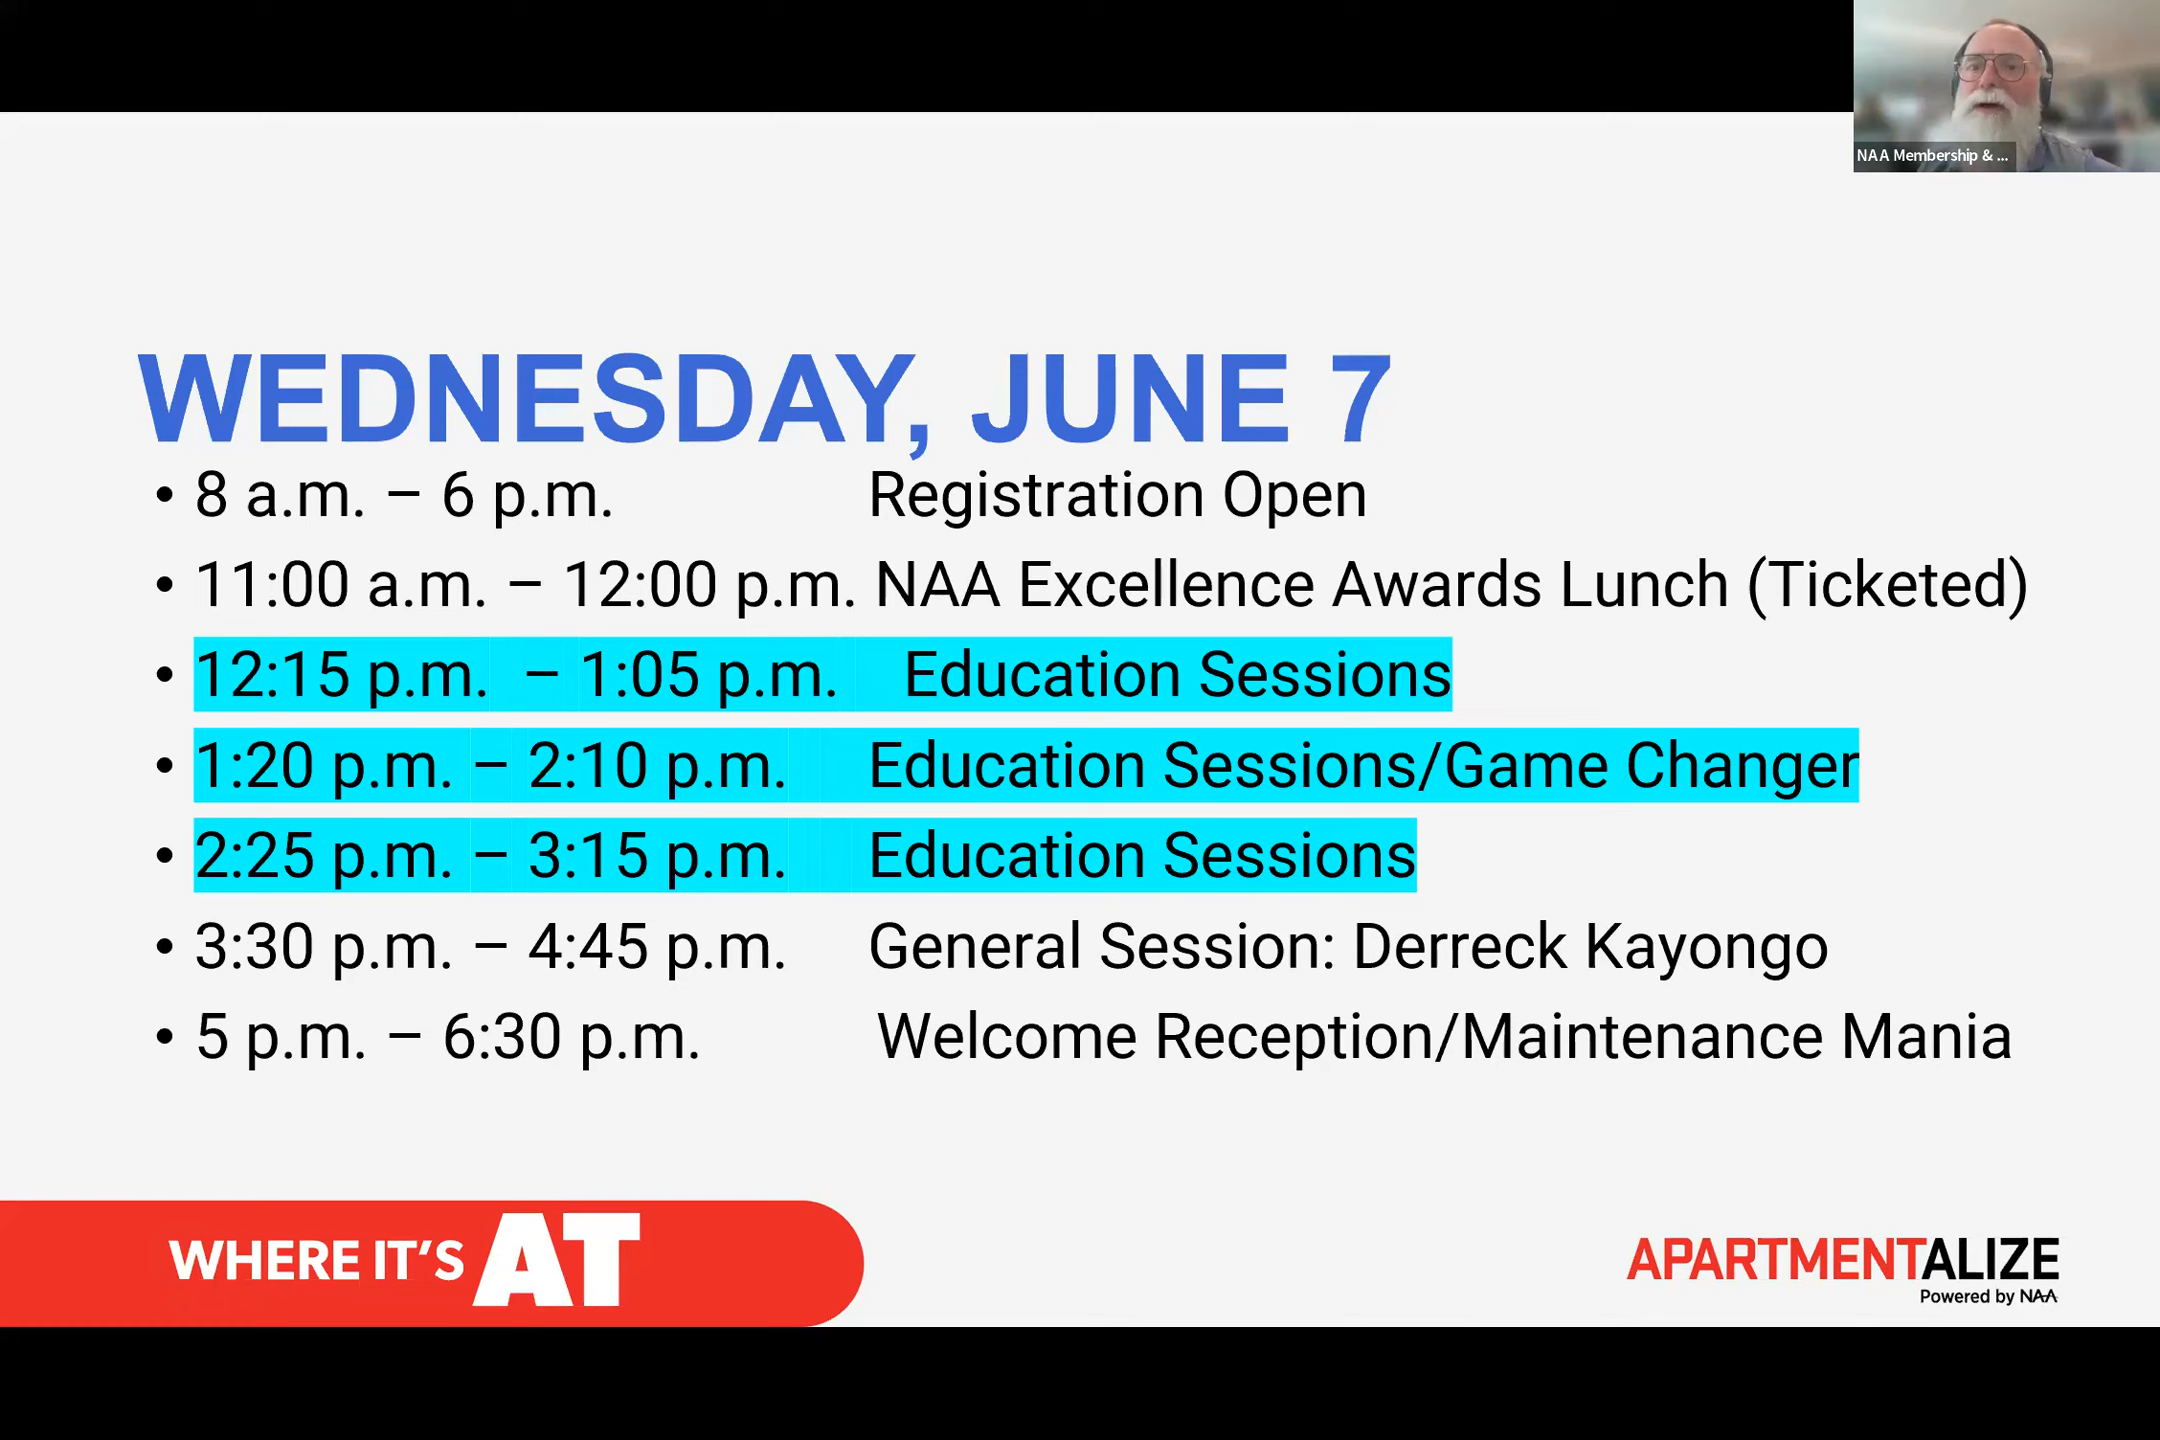 NAA Membership & ...
WEDNESDAY, JUNE 7
• 8 a.m. – 6 p.m. Registration Open
• 11:00 a.m. – 12:00 p.m. NAA Excellence Awards Lunch (Ticketed)
• 12:15 p.m. – 1:05 p.m. Education Sessions
• 1:20 p.m. – 2:10 p.m. Education Sessions/Game Changer
• 2:25 p.m. – 3:15 p.m. Education Sessions
• 3:30 p.m. – 4:45 p.m. General Session: Derreck Kayongo
• 5 p.m. – 6:30 p.m. Welcome Reception/Maintenance Mania
WHERE IT'S AT
APARTMENTALIZE
Powered by NAA